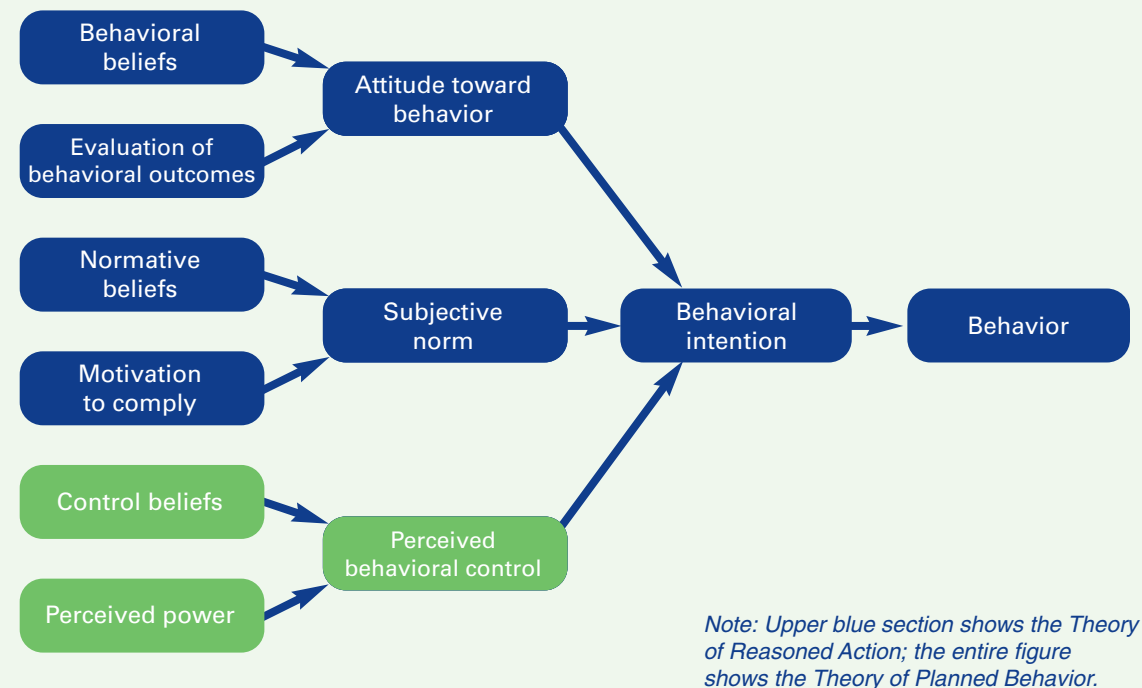 Behavioral
beliefs
Evaluation of
behavioral outcomes
Attitude toward
behavior
Normative
beliefs
Motivation
to comply
Subjective
norm
Control beliefs
Perceived power
Perceived
behavioral control
Behavioral
intention
Behavior
Note: Upper blue section shows the Theory
of Reasoned Action; the entire figure
shows the Theory of Planned Behavior.